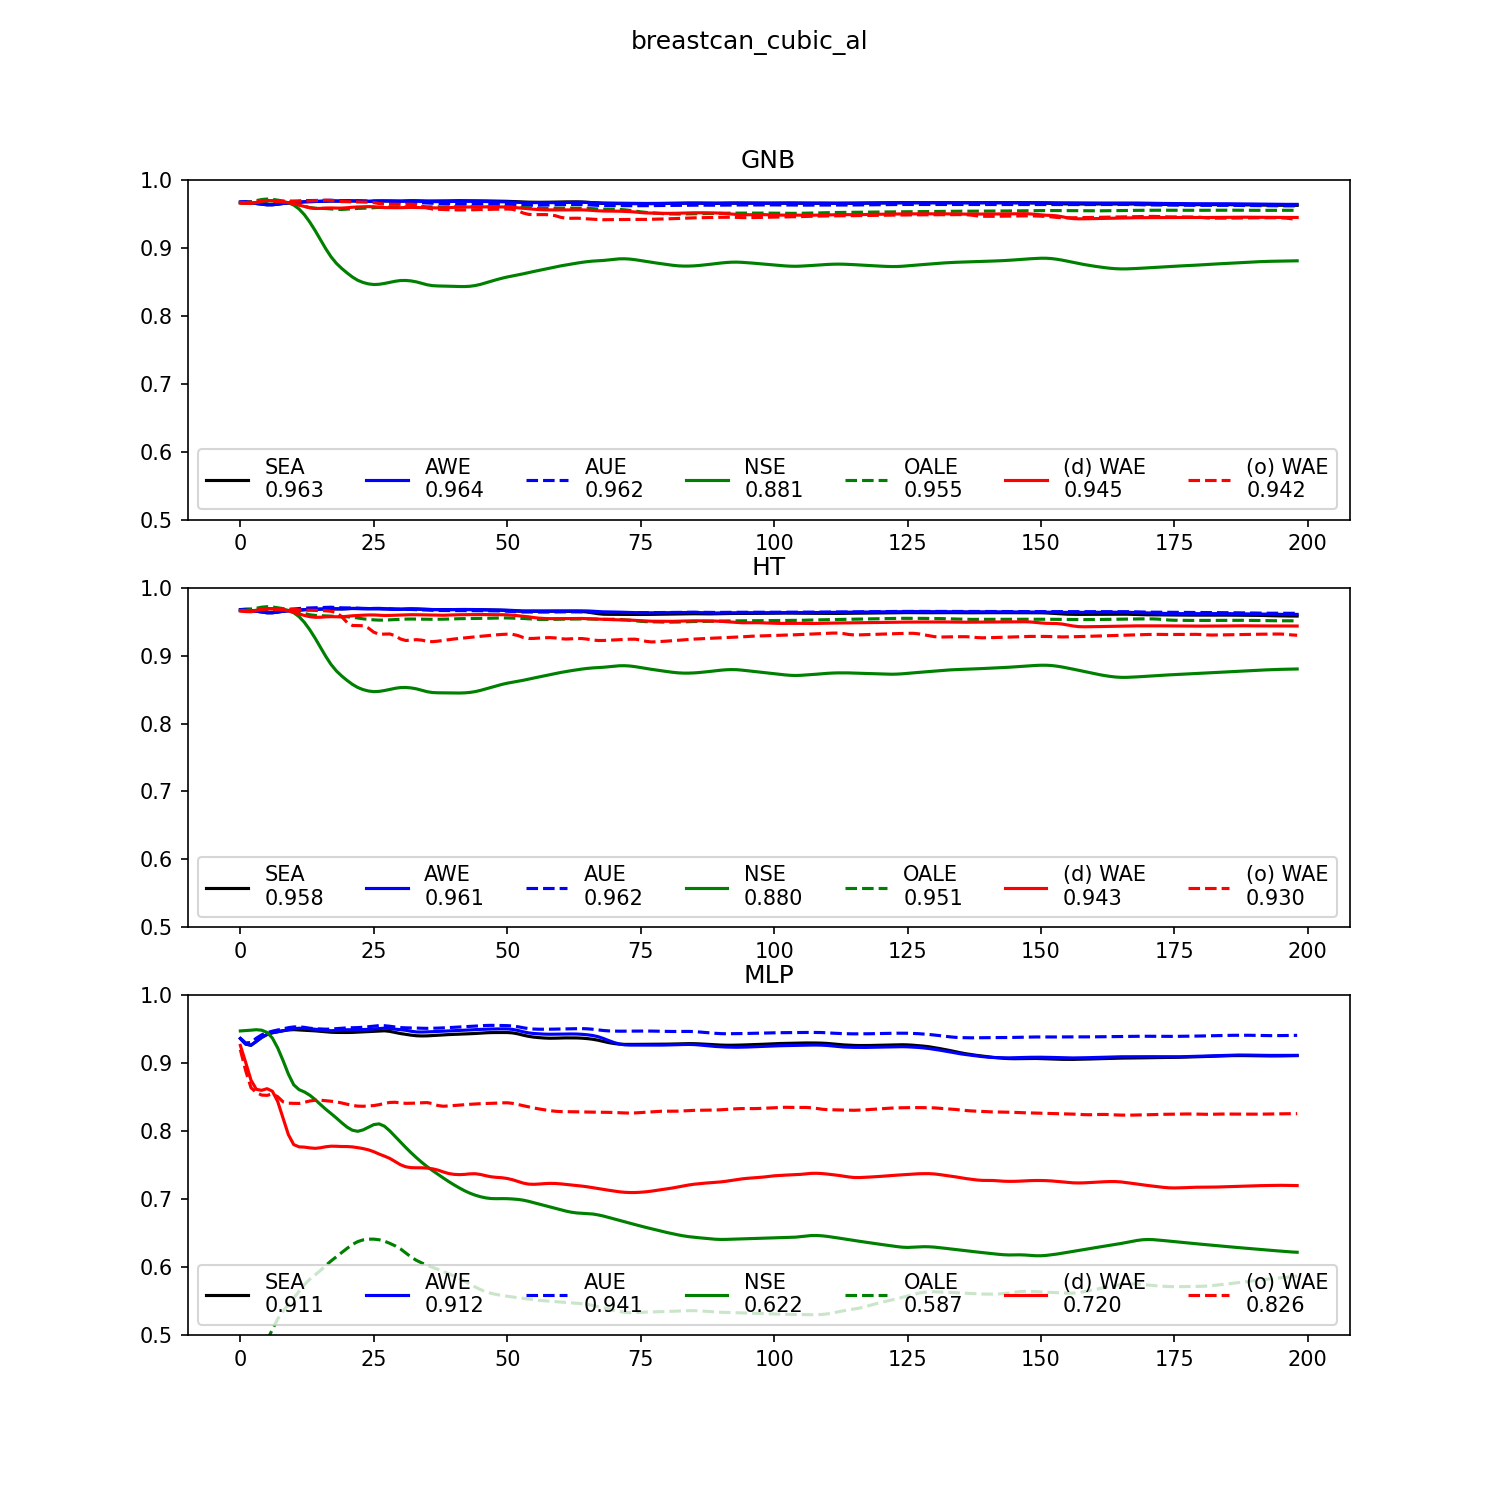 breastcan_cubic_al
GNB
1.0
0.9
0.8
0.7
0.6
0.5
SEA AWE AUE NSE OALE (d) WAE (o) WAE
0.963 0.964 0.962 0.881 0.955 0.945 0.942
0 25 50 75 100 125 150 175 200
HT
1.0
0.9
0.8
0.7
0.6
0.5
SEA AWE AUE NSE OALE (d) WAE (o) WAE
0.958 0.961 0.962 0.880 0.951 0.943 0.930
0 25 50 75 100 125 150 175 200
MLP
1.0
0.9
0.8
0.7
0.6
0.5
SEA AWE AUE NSE OALE (d) WAE (o) WAE
0.911 0.912 0.941 0.622 0.587 0.720 0.826
0 25 50 75 100 125 150 175 200